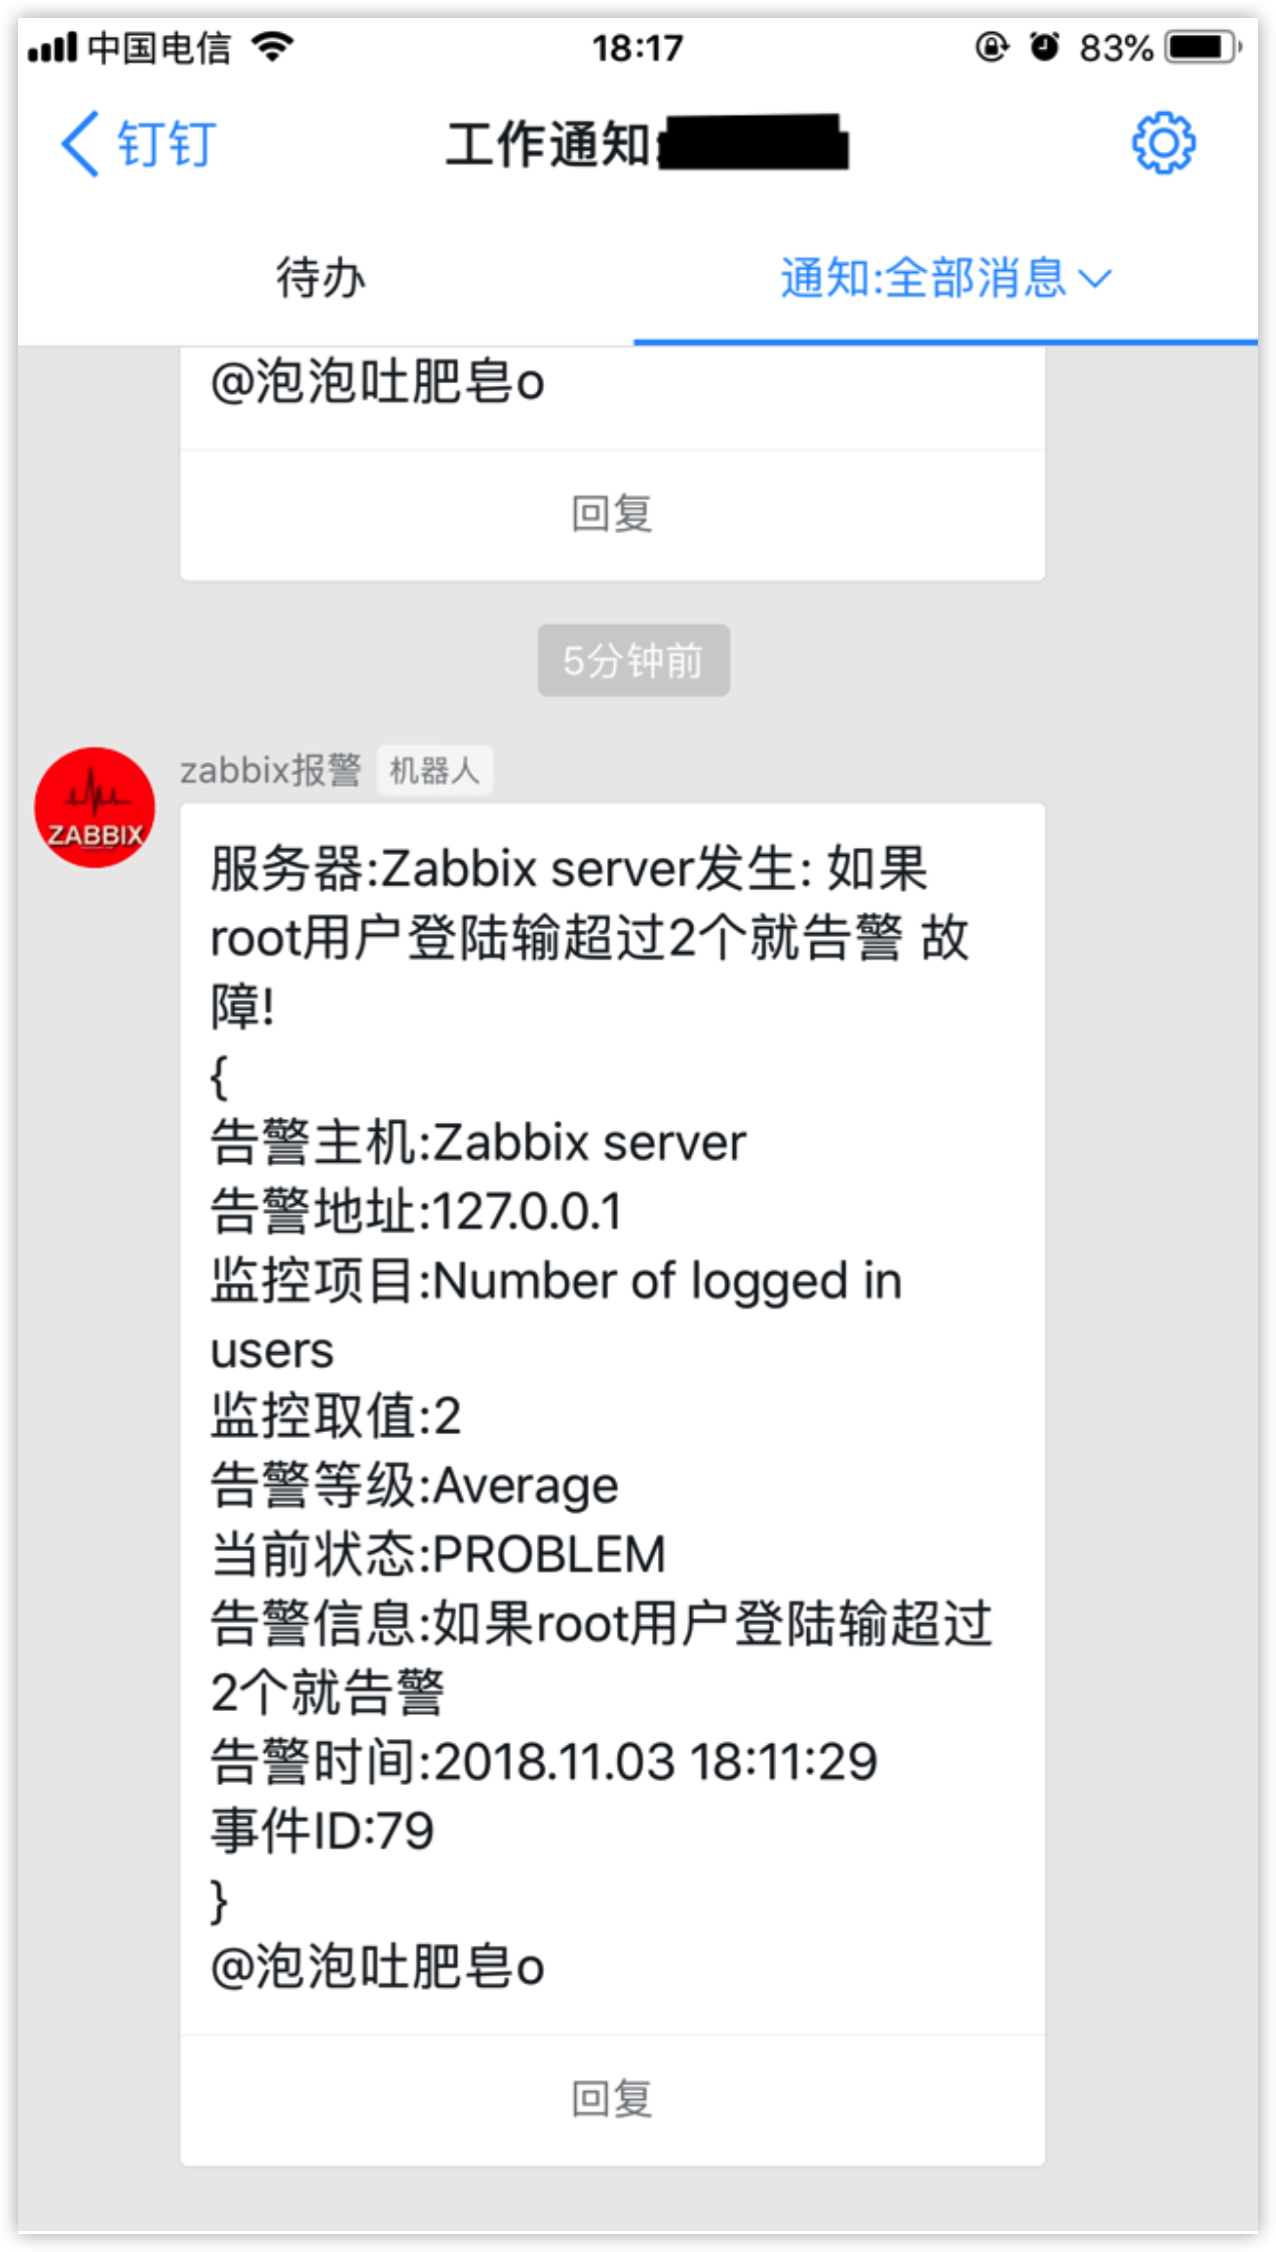 中国电信 18:17 83%
钉钉 工作通知:
待办 通知:全部消息
@泡泡吐肥皂o
回复
5分钟前
zabbix报警 机器人
ZABBIX
服务器:Zabbix server发生: 如果
root用户登陆输超过2个就告警 故
障!
{
告警主机:Zabbix server
告警地址:127.0.0.1
监控项目:Number of logged in
users
监控取值:2
告警等级:Average
当前状态:PROBLEM
告警信息:如果root用户登陆输超过
2个就告警
告警时间:2018.11.03 18:11:29
事件ID:79
}
@泡泡吐肥皂o
回复